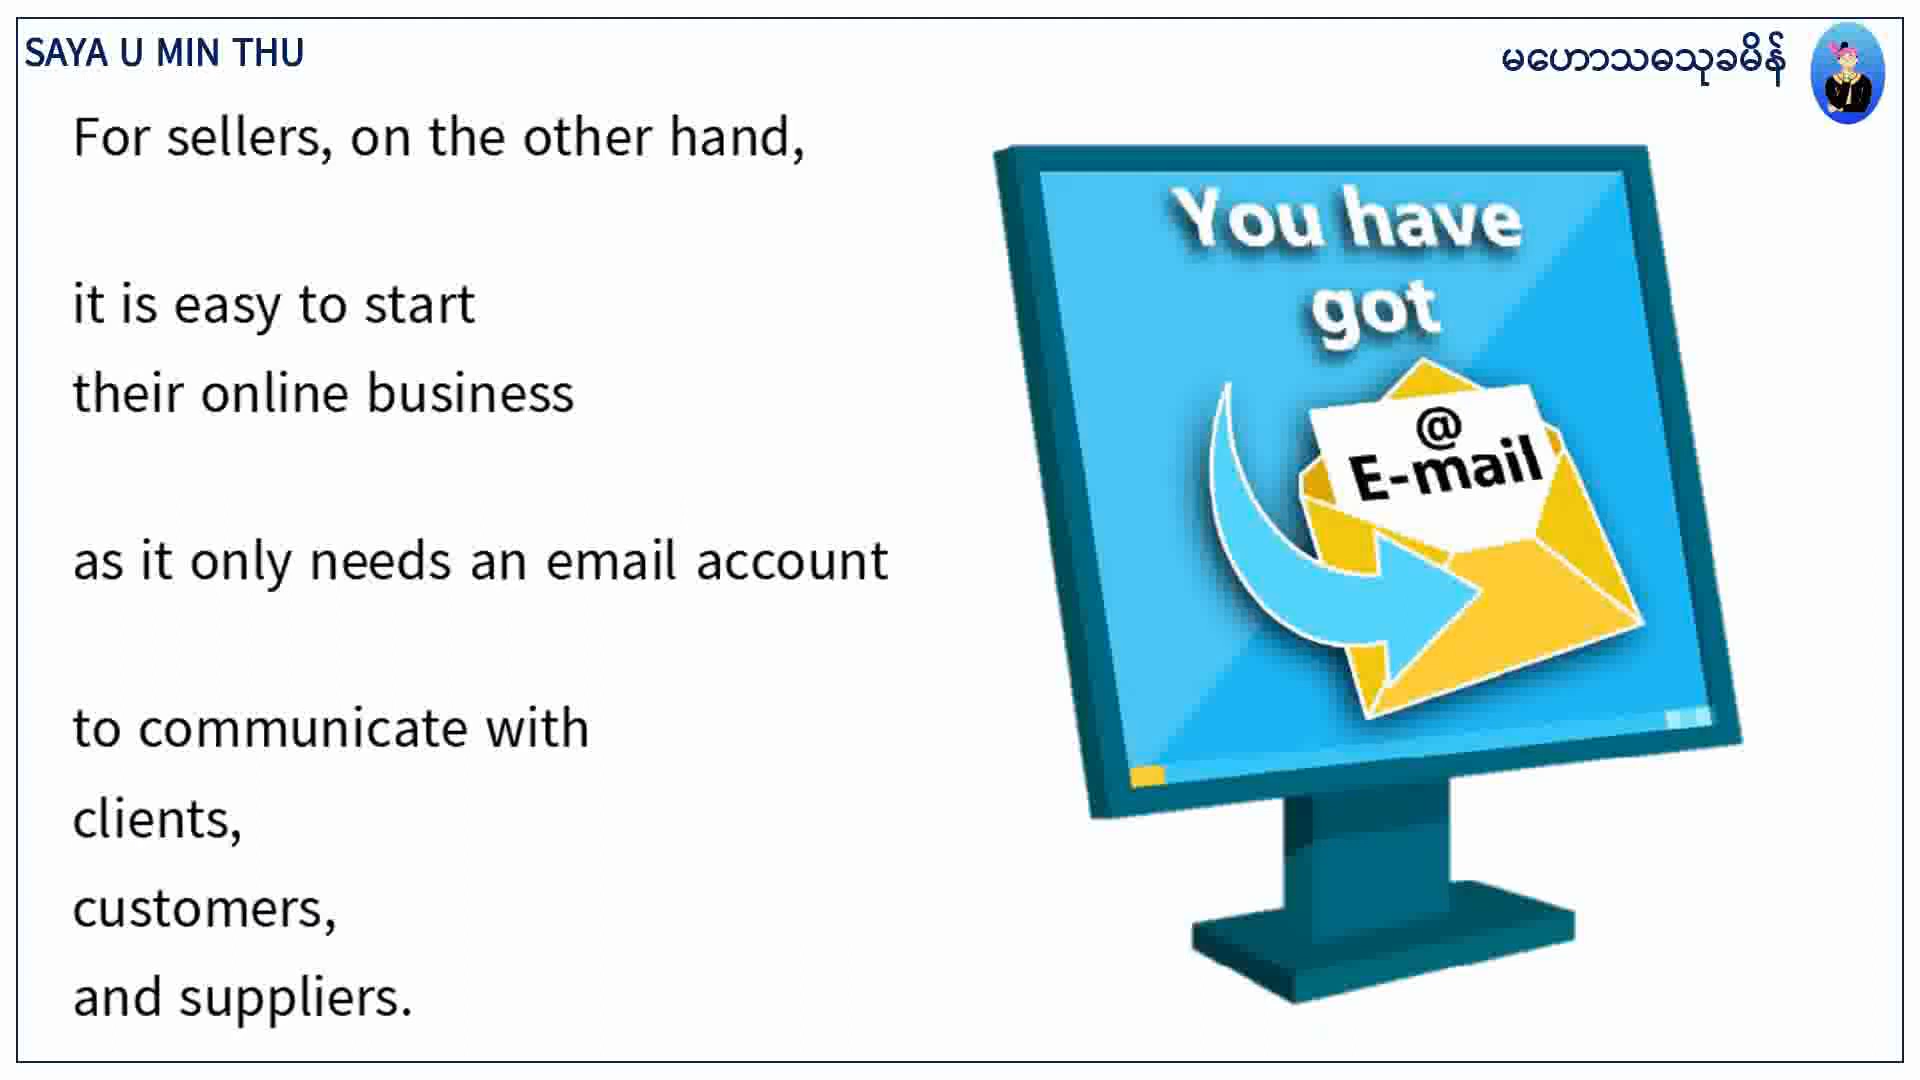 SAYA U MIN THU
မဟောသဓသုခမိန်
For sellers, on the other hand,
it is easy to start
their online business
as it only needs an email account
to communicate with
clients,
customers,
and suppliers.
You have
got
@
E-mail